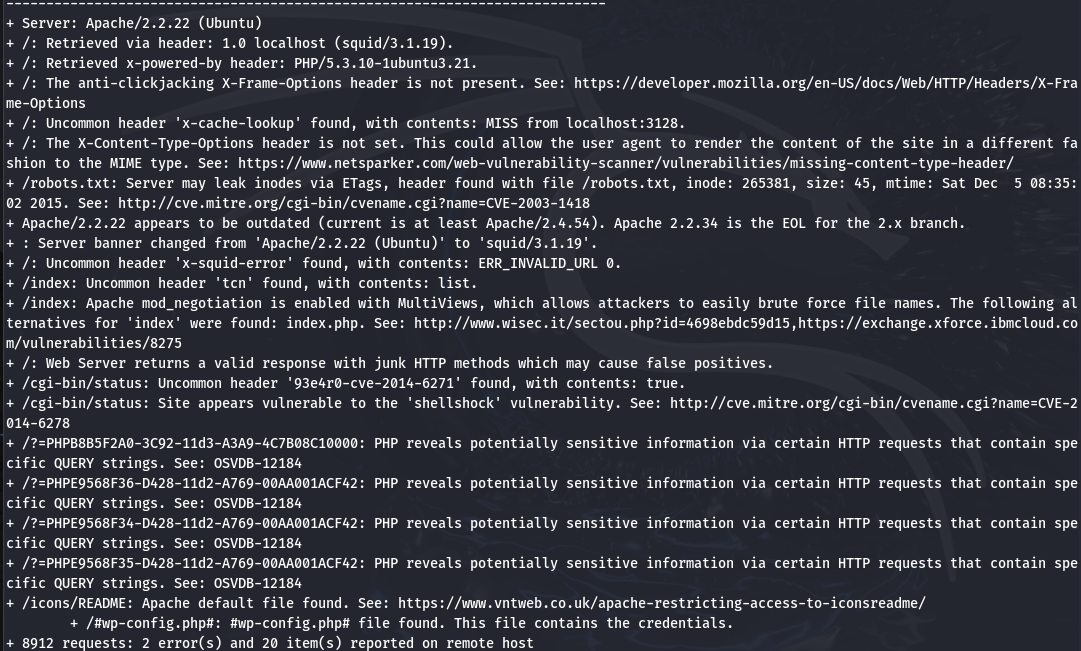 ---------------------------------------------------------------------------
+ Server: Apache/2.2.22 (Ubuntu)
+ /: Retrieved via header: 1.0 localhost (squid/3.1.19).
+ /: Retrieved x-powered-by header: PHP/5.3.10-1ubuntu3.21.
+ /: The anti-clickjacking X-Frame-Options header is not present. See: https://developer.mozilla.org/en-US/docs/Web/HTTP/Headers/X-Fra
me-Options
+ /: Uncommon header 'x-cache-lookup' found, with contents: MISS from localhost:3128.
+ /: The X-Content-Type-Options header is not set. This could allow the user agent to render the content of the site in a different fa
shion to the MIME type. See: https://www.netsparker.com/web-vulnerability-scanner/vulnerabilities/missing-content-type-header/
+ /robots.txt: Server may leak inodes via ETags, header found with file /robots.txt, inode: 265381, size: 45, mtime: Sat Dec  5 08:35:
02 2015. See: http://cve.mitre.org/cgi-bin/cvename.cgi?name=CVE-2003-1418
+ Apache/2.2.22 appears to be outdated (current is at least Apache/2.4.54). Apache 2.2.34 is the EOL for the 2.x branch.
+ : Server banner changed from 'Apache/2.2.22 (Ubuntu)' to 'squid/3.1.19'.
+ /: Uncommon header 'x-squid-error' found, with contents: ERR_INVALID_URL 0.
+ /index: Uncommon header 'tcn' found, with contents: list.
+ /index: Apache mod_negotiation is enabled with MultiViews, which allows attackers to easily brute force file names. The following al
ternatives for 'index' were found: index.php. See: http://www.wisec.it/sectou.php?id=4698ebdc59d15,https://exchange.xforce.ibmcloud.co
m/vulnerabilities/8275
+ /: Web Server returns a valid response with junk HTTP methods which may cause false positives.
+ /cgi-bin/status: Uncommon header '93e4r0-cve-2014-6271' found, with contents: true.
+ /cgi-bin/status: Site appears vulnerable to the 'shellshock' vulnerability. See: http://cve.mitre.org/cgi-bin/cvename.cgi?name=CVE-2
014-6278
+ /?=PHPB8B5F2A0-3C92-11d3-A3A9-4C7B08C10000: PHP reveals potentially sensitive information via certain HTTP requests that contain spe
cific QUERY strings. See: OSVDB-12184
+ /?=PHPE9568F36-D428-11d2-A769-00AA001ACF42: PHP reveals potentially sensitive information via certain HTTP requests that contain spe
cific QUERY strings. See: OSVDB-12184
+ /?=PHPE9568F34-D428-11d2-A769-00AA001ACF42: PHP reveals potentially sensitive information via certain HTTP requests that contain spe
cific QUERY strings. See: OSVDB-12184
+ /?=PHPE9568F35-D428-11d2-A769-00AA001ACF42: PHP reveals potentially sensitive information via certain HTTP requests that contain spe
cific QUERY strings. See: OSVDB-12184
+ /icons/README: Apache default file found. See: https://www.vntweb.co.uk/apache-restricting-access-to-iconsreadme/
        + /#wp-config.php#: #wp-config.php# file found. This file contains the credentials.
+ 8912 requests: 2 error(s) and 20 item(s) reported on remote host